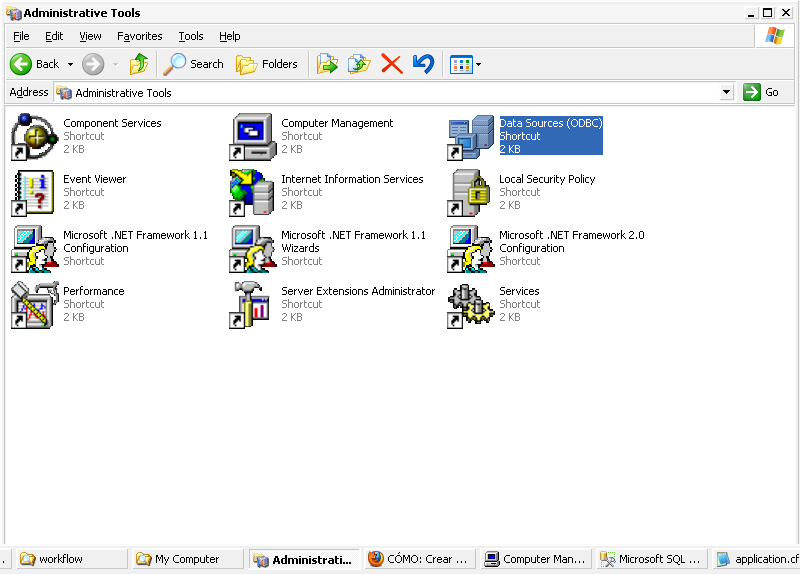 Administrative Tools
File Edit View Favorites Tools Help
Back Search Folders
Address Administrative Tools Go
Component Services
Shortcut
2 KB
Computer Management
Shortcut
2 KB
Data Sources (ODBC)
Shortcut
2 KB
Event Viewer
Shortcut
2 KB
Internet Information Services
Shortcut
2 KB
Local Security Policy
Shortcut
2 KB
Microsoft .NET Framework 1.1
Configuration
Shortcut
Microsoft .NET Framework 1.1
Wizards
Shortcut
Microsoft .NET Framework 2.0
Configuration
Shortcut
Performance
Shortcut
2 KB
Server Extensions Administrator
Shortcut
2 KB
Services
Shortcut
2 KB
. workflow My Computer Administrati... CÓMO: Crear ... Computer Man... Microsoft SQL ... application.cf